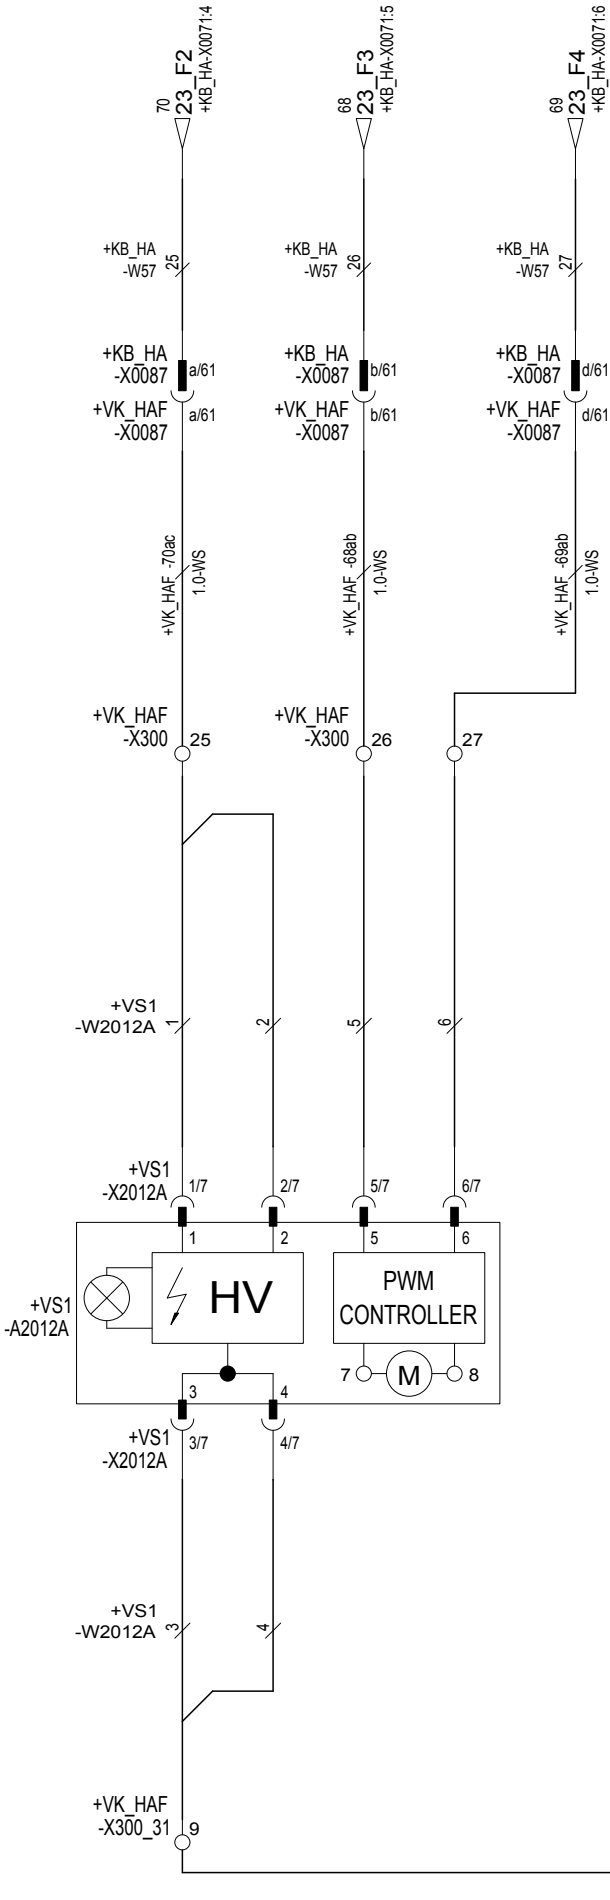 70
23_F2
+KB_HA-X0071:4
68
23_F3
+KB_HA-X0071:5
69
23_F4
+KB_HA-X0071:6
+KB_HA
-W57
25
+KB_HA
-W57
26
+KB_HA
-W57
27
+KB_HA
-X0087
a/61
+VK_HAF
-X0087
a/61
+KB_HA
-X0087
b/61
+VK_HAF
-X0087
b/61
+KB_HA
-X0087
d/61
+VK_HAF
-X0087
d/61
+VK_HAF -70ac
1.0-WS
+VK_HAF -68ab
1.0-WS
+VK_HAF -69ab
1.0-WS
+VK_HAF
-X300
25
+VK_HAF
-X300
26
27
+VS1
-W2012A
1
2
5
6
+VS1
-X2012A
1/7
2/7
5/7
6/7
1
2
5
6
+VS1
-A2012A
HV
PWM
CONTROLLER
7
M
8
3
4
+VS1
-X2012A
3/7
4/7
+VS1
-W2012A
3
4
+VK_HAF
-X300_31
9